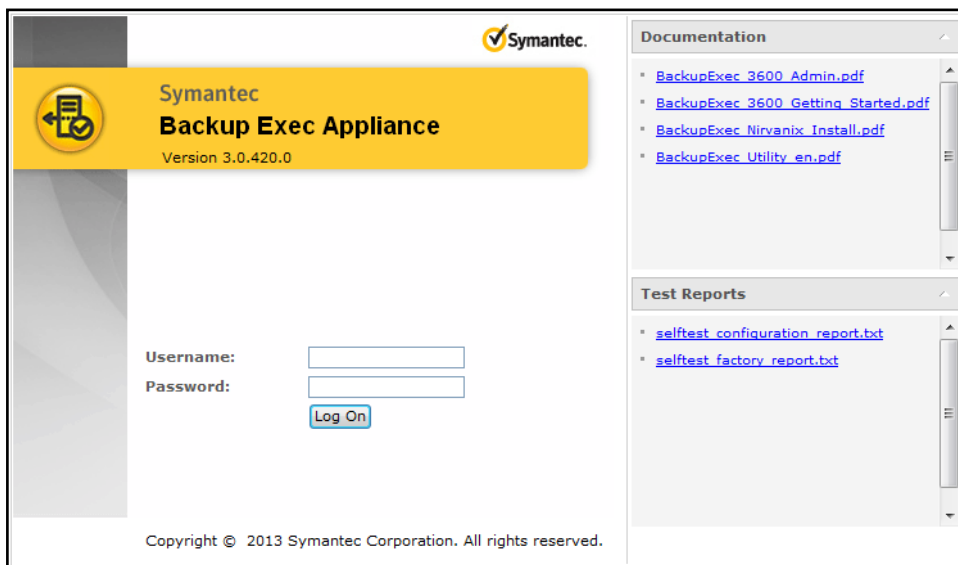 Symantec.
Symantec
Backup Exec Appliance
Version 3.0.420.0
Username:
Password:
Log On
Copyright © 2013 Symantec Corporation. All rights reserved.
Documentation
BackupExec_3600_Admin.pdf
BackupExec_3600_Getting_Started.pdf
BackupExec_Nirvanix_Install.pdf
BackupExec_Utility_en.pdf
Test Reports
selftest_configuration_report.txt
selftest_factory_report.txt